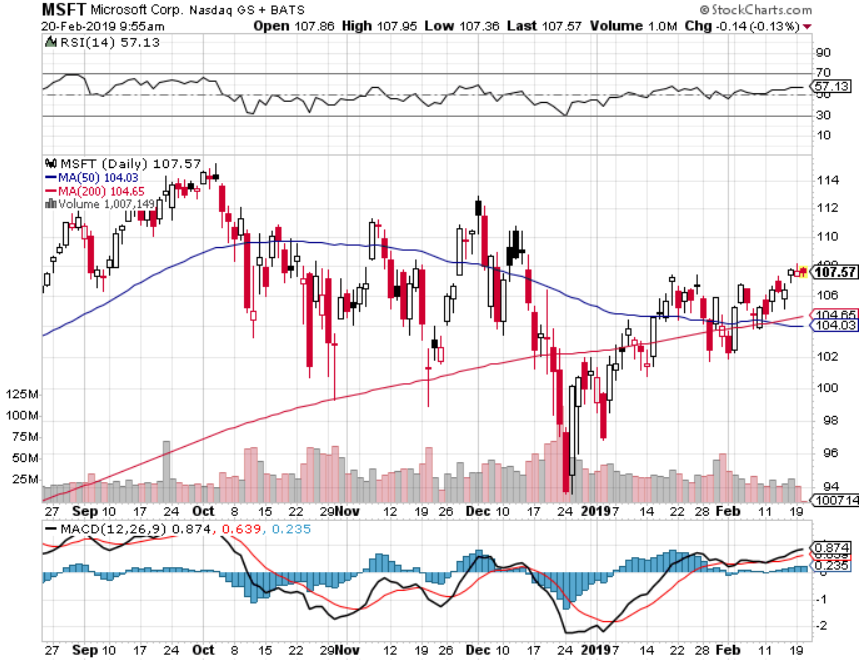 MSFT Microsoft Corp. Nasdaq GS + BATS © StockCharts.com
20-Feb-2019 9:55am Open 107.86 High 107.95 Low 107.36 Last 107.57 Volume 1.0M Chg -0.14 (-0.13%)
RSI(14) 57.13
90
70
57.13
50
30
10
MSFT (Daily) 107.57
MA(50) 104.03
MA(200) 104.65
Volume 1,007,149
114
112
110
108
107.57
106
104.65
104.03
102
100
98
96
94
125M
100M
75M
50M
25M
100714
27 Sep 10 17 24 Oct 8 15 22 Nov 12 19 26 Dec 10 17 24 2019 7 14 22 28 Feb 11 19
MACD(12,26,9) 0.874, 0.639, 0.235
0.874
0.235
-1
-2
27 Sep 10 17 24 Oct 8 15 22 Nov 12 19 26 Dec 10 17 24 2019 7 14 22 28 Feb 11 19